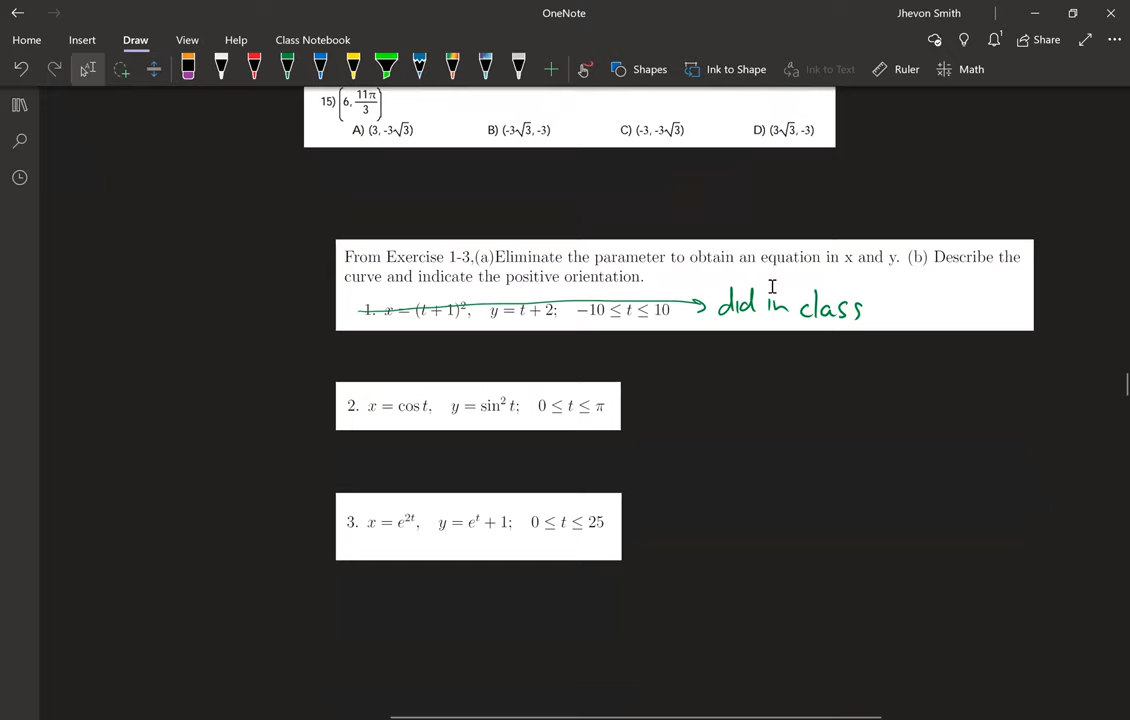 OneNote
Jhevon Smith
Home Insert Draw View Help Class Notebook
Share
Shapes Ink to Shape Ink to Text Ruler Math
15) (6, 11π/3)
A) (3, -3√3) B) (-3√3, -3) C) (-3, -3√3) D) (3√3, -3)
From Exercise 1-3,(a)Eliminate the parameter to obtain an equation in x and y. (b) Describe the
curve and indicate the positive orientation.
1. x = (t + 1)², y = t + 2; −10 ≤ t ≤ 10 → did in class
2. x = cos t, y = sin² t; 0 ≤ t ≤ π
3. x = e²ᵗ, y = eᵗ + 1; 0 ≤ t ≤ 25